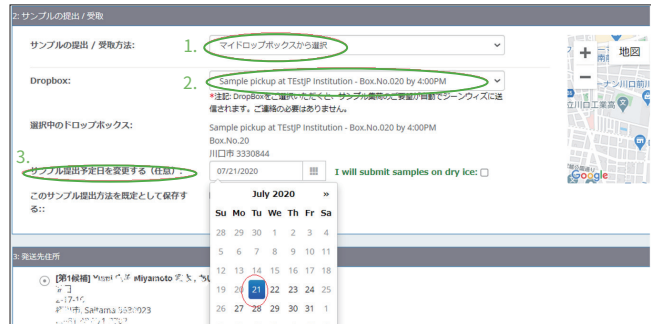 2: サンプルの提出 / 受取
サンプルの提出 / 受取方法:
1.
マイドロップボックスから選択
Dropbox:
2.
Sample pickup at TEstJP Institution - Box.No.020 by 4:00PM
*注記: DropBoxをご選択いただくと、サンプル集荷のご要望が自動でジーンウィズに送
信されます。ご連絡の必要はありません。
選択中のドロップボックス:
Sample pickup at TEstJP Institution - Box.No.020 by 4:00PM
Box.No.20
川口市 3330844
3.
サンプル提出予定日を変更する (任意) :
07/21/2020
I will submit samples on dry ice:
このサンプル提出方法を既定として保存す
る::
July 2020 »
Su Mo Tu We Th Fr Sa
28 29 30 1 2 3 4
5 6 7 8 9 10 11
12 13 14 15 16 17 18
19 20 21 22 23 24 25
26 27 28 29 30 31 1
+
地図
−
Google
3: 発送先住所
[第1候補]
Miyamoto
Saitama